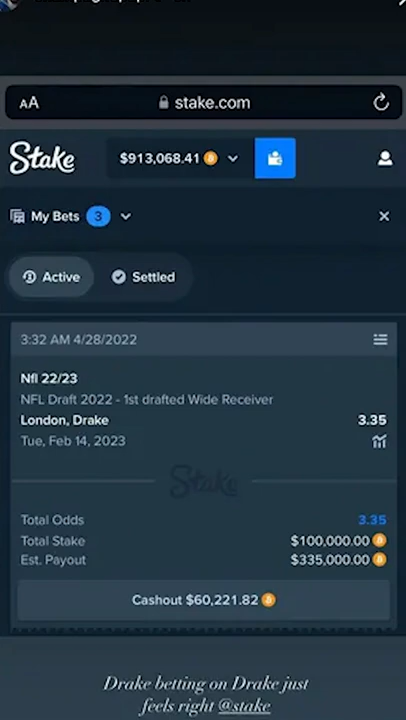 AA stake.com
Stake $913,068.41
My Bets 3
Active Settled
3:32 AM 4/28/2022
Nfl 22/23
NFL Draft 2022 - 1st drafted Wide Receiver
London, Drake 3.35
Tue, Feb 14, 2023
Stake
Total Odds 3.35
Total Stake $100,000.00
Est. Payout $335,000.00
Cashout $60,221.82
Drake betting on Drake just
feels right @stake